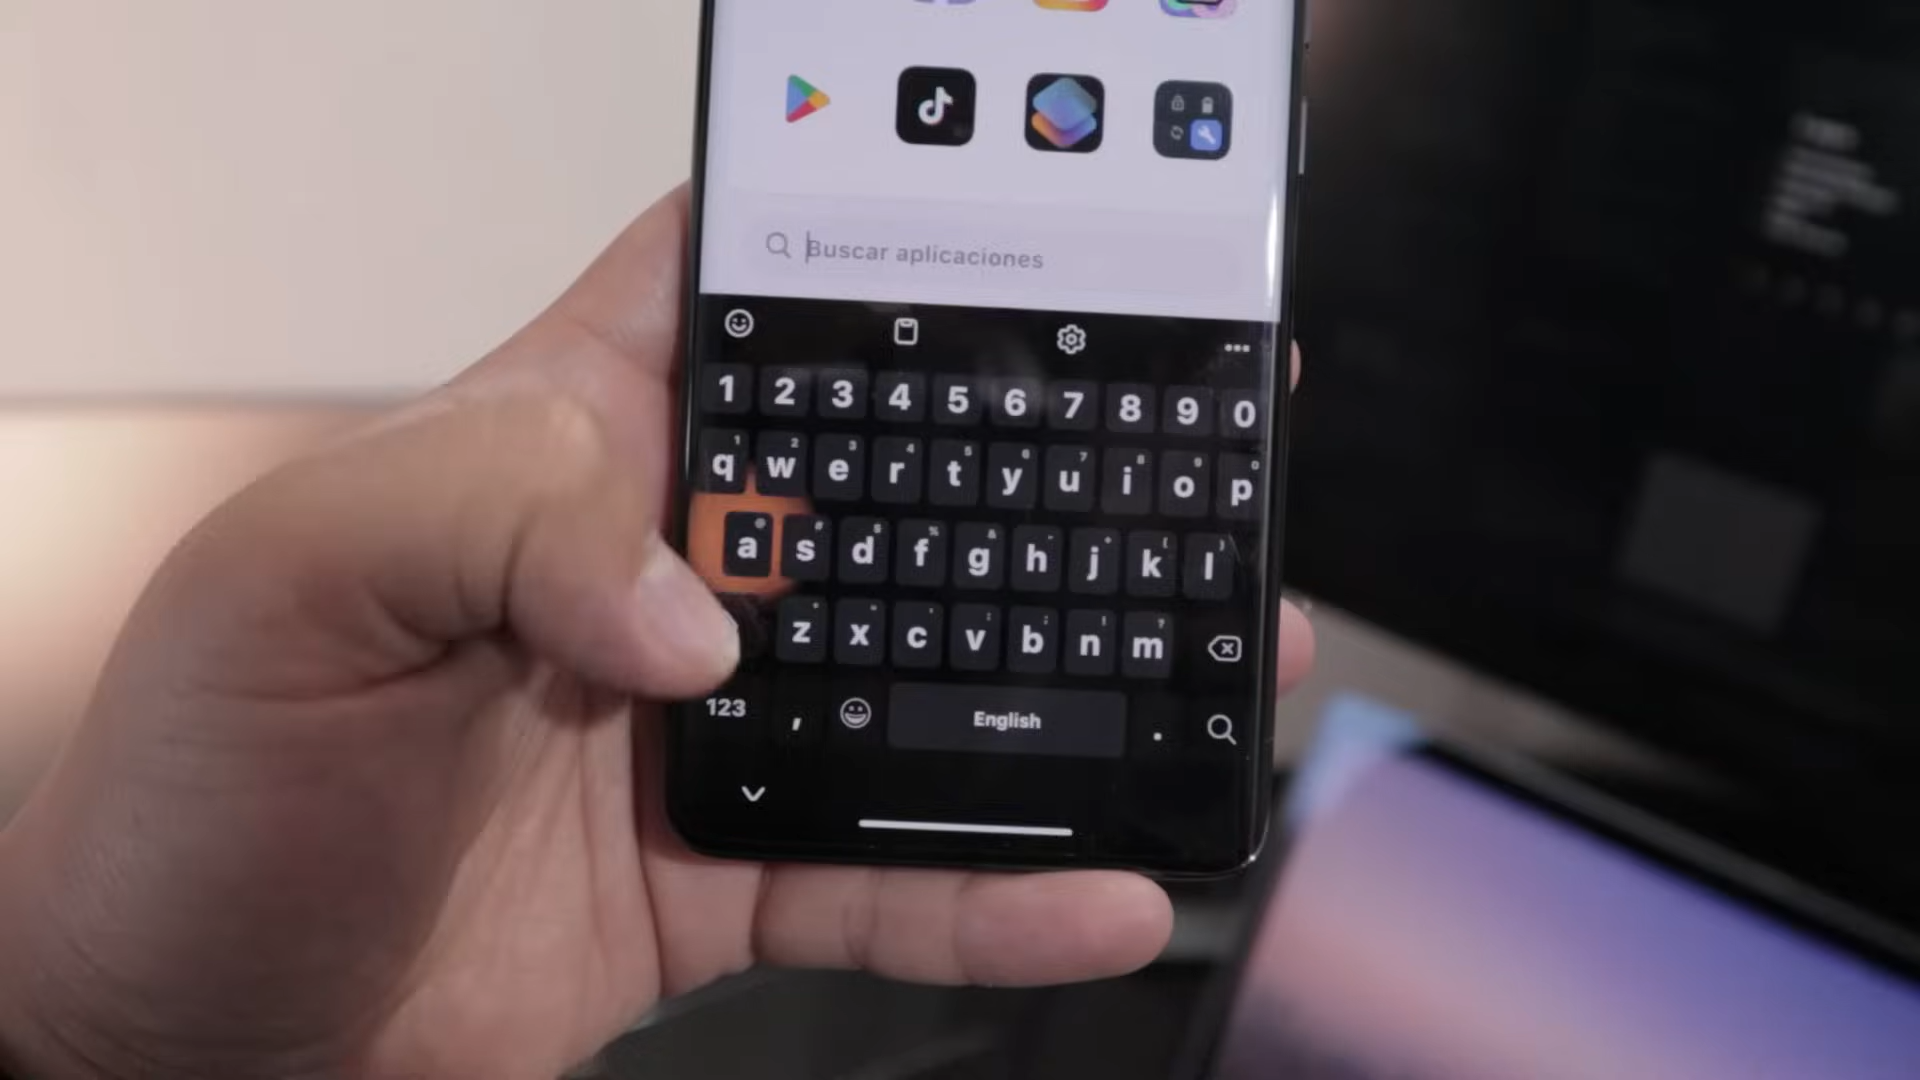 Buscar aplicaciones
1 2 3 4 5 6 7 8 9 0
q w e r t y u i o p
a s d f g h j k l
z x c v b n m
123 , English .